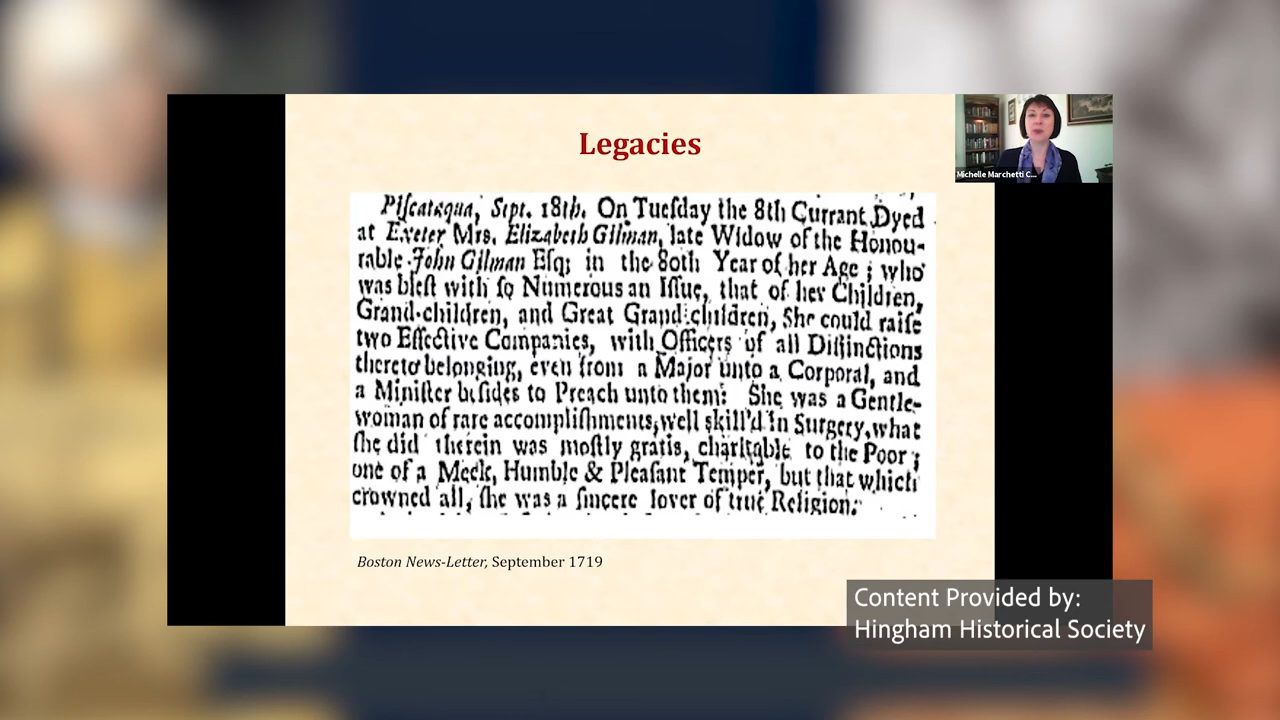 Legacies
Michelle Marchetti C...
Piſcataqua, Sept. 18th. On Tueſday the 8th Currant Dyed
at Exeter Mrs. Elizabeth Gilman, late Widow of the Honou-
rable John Gilman Eſq; in the 80th Year of her Age; who
was bleſt with ſo Numerous an Iſſue, that of her Children,
Grand-children, and Great Grand-children, She could raiſe
two Effective Companies, with Officers of all Diſtinctions
thereto belonging, even from a Major unto a Corporal, and
a Miniſter beſides to Preach unto them: She was a Gentle-
woman of rare accompliſhments, well ſkill'd in Surgery, what
ſhe did therein was moſtly gratis, charitable to the Poor;
one of a Meek, Humble & Pleaſant Temper, but that which
crowned all, ſhe was a ſincere lover of true Religion.
Boston News-Letter, September 1719
Content Provided by:
Hingham Historical Society